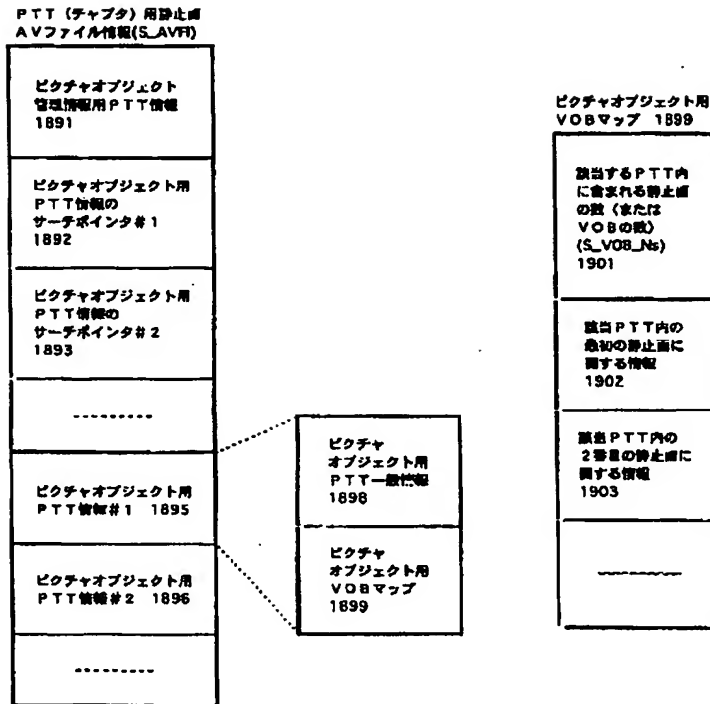 PTT（チャプタ）用静止画
AVファイル情報(S_AVFI)
ピクチャオブジェクト
管理情報用PTT情報
1891
ピクチャオブジェクト用
PTT情報の
サーチポインタ#1
1892
ピクチャオブジェクト用
PTT情報の
サーチポインタ#2
1893
ピクチャオブジェクト用
PTT情報#1 1895
ピクチャオブジェクト用
PTT情報#2 1896
ピクチャ
オブジェクト用
PTT一般情報
1898
ピクチャ
オブジェクト用
VOBマップ
1899
ピクチャオブジェクト用
VOBマップ 1899
該当するPTT内
に含まれる静止画
の数（または
VOBの数）
(S_VOB_Ns)
1901
該当PTT内の
最初の静止画に
関する情報
1902
該当PTT内の
2番目の静止画に
関する情報
1903